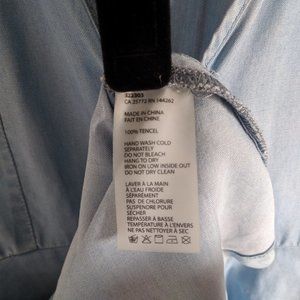 322303
CA 25772 RN 144262
MADE IN CHINA
FAIT EN CHINE
100% TENCEL
HAND WASH COLD
SEPARATELY
DO NOT BLEACH
HANG TO DRY
IRON ON LOW INSIDE OUT
DO NOT DRY CLEAN
LAVER À LA MAIN
À L'EAU FROIDE
SÉPARÉMENT
PAS DE CHLORURE
SUSPENDRE POUR
SÉCHER
REPASSER À BASSE
TEMPÉRATURE À L'ENVERS
NE PAS NETTOYER À SEC